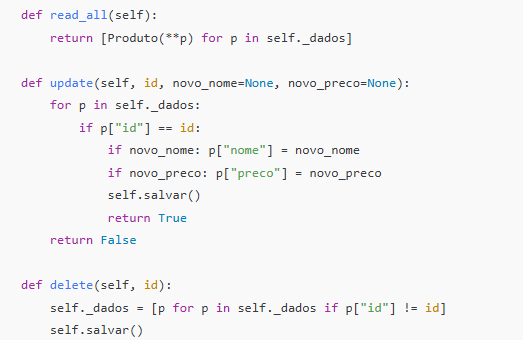 def read_all(self):
    return [Produto(**p) for p in self._dados]

def update(self, id, novo_nome=None, novo_preco=None):
    for p in self._dados:
        if p["id"] == id:
            if novo_nome: p["nome"] = novo_nome
            if novo_preco: p["preco"] = novo_preco
            self.salvar()
            return True
    return False

def delete(self, id):
    self._dados = [p for p in self._dados if p["id"] != id]
    self.salvar()